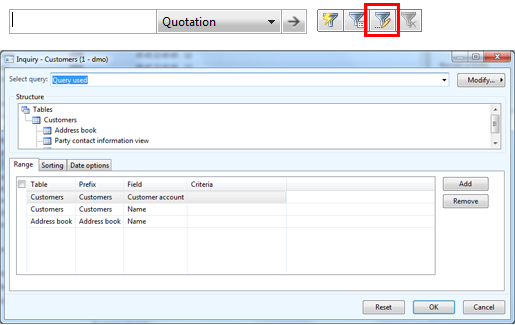 Quotation
Inquiry - Customers (1 - dmo)
Select query: Query used Modify...
Structure
Tables
Customers
Address book
Party contact information view
Range Sorting Date options
Table Prefix Field Criteria
Customers Customers Customer account
Customers Customers Name
Address book Address book Name
Add
Remove
Reset OK Cancel